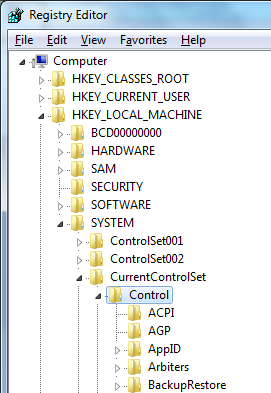 Registry Editor
File Edit View Favorites Help
Computer
HKEY_CLASSES_ROOT
HKEY_CURRENT_USER
HKEY_LOCAL_MACHINE
BCD00000000
HARDWARE
SAM
SECURITY
SOFTWARE
SYSTEM
ControlSet001
ControlSet002
CurrentControlSet
Control
ACPI
AGP
AppID
Arbiters
BackupRestore